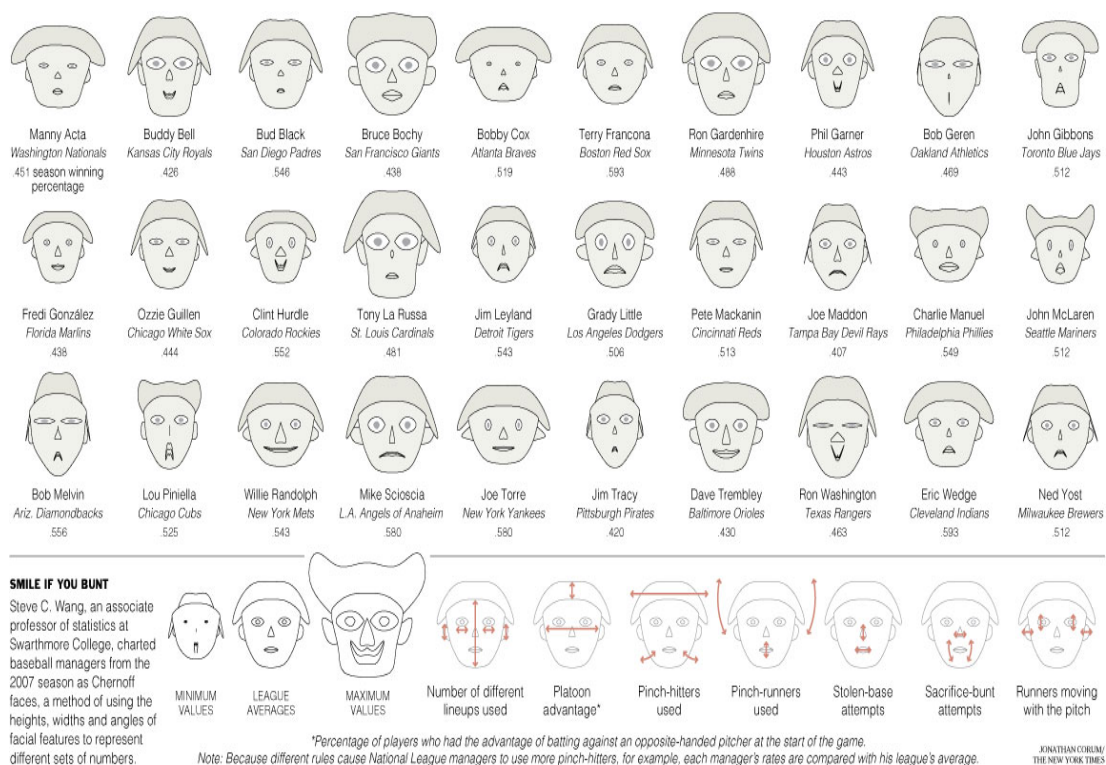 Manny Acta
Washington Nationals
.451 season winning
percentage
Buddy Bell
Kansas City Royals
.426
Bud Black
San Diego Padres
.546
Bruce Bochy
San Francisco Giants
.438
Bobby Cox
Atlanta Braves
.519
Terry Francona
Boston Red Sox
.593
Ron Gardenhire
Minnesota Twins
.488
Phil Garner
Houston Astros
.443
Bob Geren
Oakland Athletics
.469
John Gibbons
Toronto Blue Jays
.512
Fredi González
Florida Marlins
.438
Ozzie Guillen
Chicago White Sox
.444
Clint Hurdle
Colorado Rockies
.552
Tony La Russa
St. Louis Cardinals
.481
Jim Leyland
Detroit Tigers
.543
Grady Little
Los Angeles Dodgers
.506
Pete Mackanin
Cincinnati Reds
.513
Joe Maddon
Tampa Bay Devil Rays
.407
Charlie Manuel
Philadelphia Phillies
.549
John McLaren
Seattle Mariners
.512
Bob Melvin
Ariz. Diamondbacks
.556
Lou Piniella
Chicago Cubs
.525
Willie Randolph
New York Mets
.543
Mike Scioscia
L.A. Angels of Anaheim
.580
Joe Torre
New York Yankees
.580
Jim Tracy
Pittsburgh Pirates
.420
Dave Trembley
Baltimore Orioles
.430
Ron Washington
Texas Rangers
.463
Eric Wedge
Cleveland Indians
.593
Ned Yost
Milwaukee Brewers
.512
SMILE IF YOU BUNT
Steve C. Wang, an associate
professor of statistics at
Swarthmore College, charted
baseball managers from the
2007 season as Chernoff
faces, a method of using the
heights, widths and angles of
facial features to represent
different sets of numbers.
MINIMUM
VALUES
LEAGUE
AVERAGES
MAXIMUM
VALUES
Number of different
lineups used
Platoon
advantage*
Pinch-hitters
used
Pinch-runners
used
Stolen-base
attempts
Sacrifice-bunt
attempts
Runners moving
with the pitch
*Percentage of players who had the advantage of batting against an opposite-handed pitcher at the start of the game.
Note: Because different rules cause National League managers to use more pinch-hitters, for example, each manager's rates are compared with his league's average.
JONATHAN CORUM/
THE NEW YORK TIMES